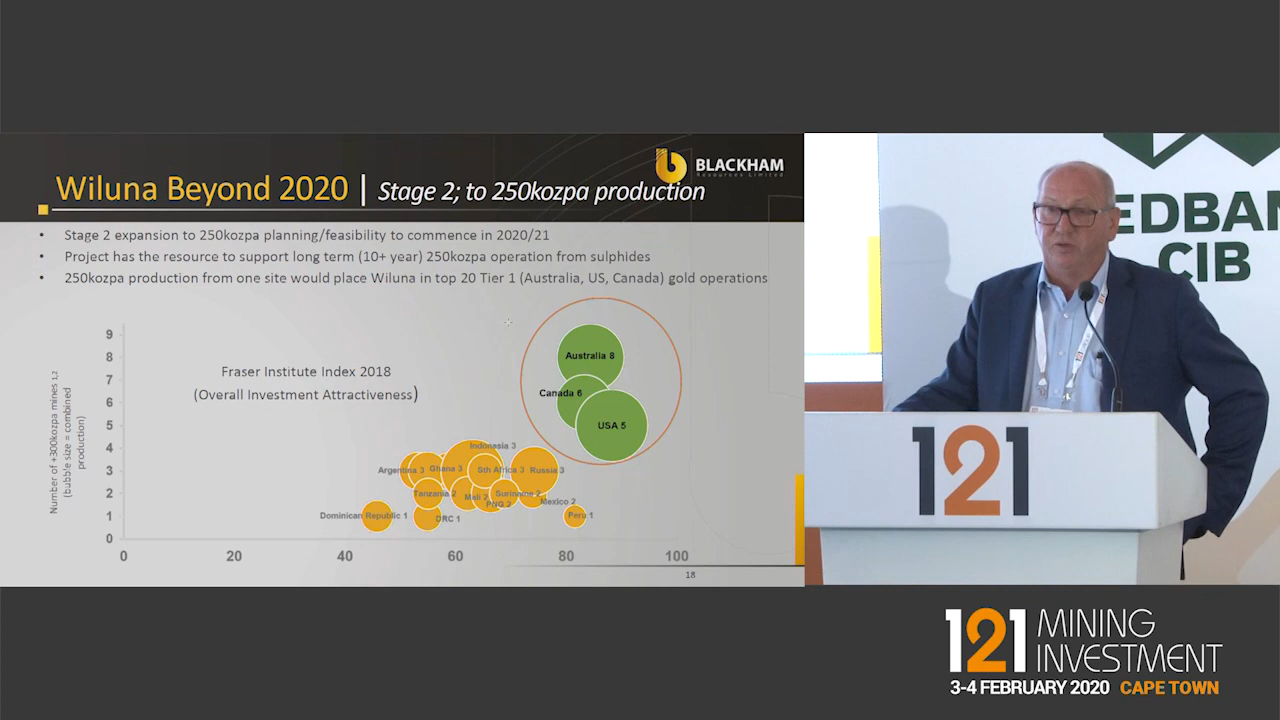 BLACKHAM
Resources Limited
Wiluna Beyond 2020 | Stage 2; to 250kozpa production
• Stage 2 expansion to 250kozpa planning/feasibility to commence in 2020/21
• Project has the resource to support long term (10+ year) 250kozpa operation from sulphides
• 250kozpa production from one site would place Wiluna in top 20 Tier 1 (Australia, US, Canada) gold operations
Number of +300kozpa mines 1,2
(bubble size = combined
production)
Fraser Institute Index 2018
(Overall Investment Attractiveness)
9
8
7
6
5
4
3
2
1
0
Australia 8
Canada 6
USA 5
Indonesia 3
Argentina 3
Ghana 3
Sth Africa 3
Russia 3
Tanzania 2
Mali 2
Suriname 2
PNG 2
Mexico 2
Dominican Republic 1
DRC 1
Peru 1
0 20 40 60 80 100
18
EDBAN
CIB
121
121
121 MINING
INVESTMENT
3-4 FEBRUARY 2020 CAPE TOWN